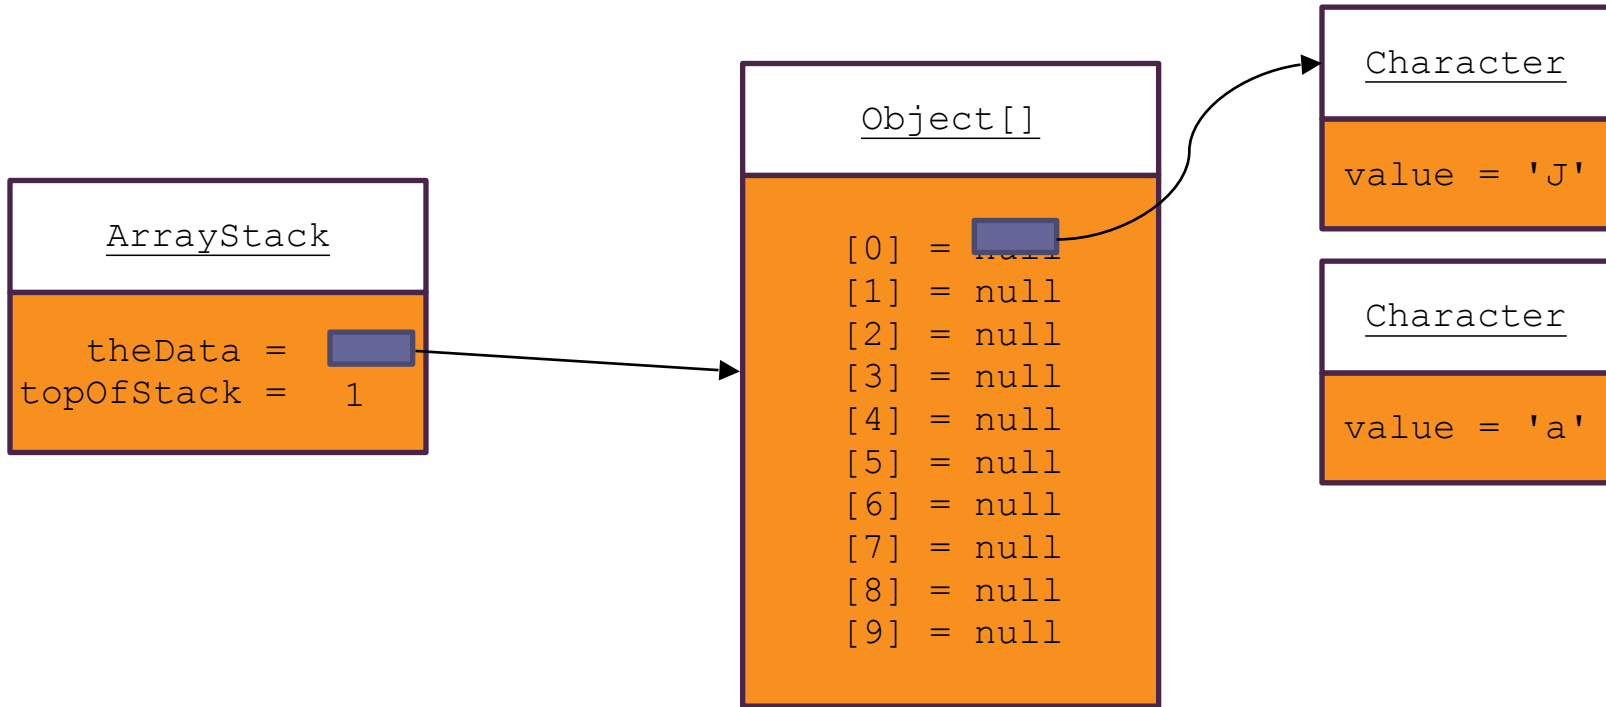 ArrayStack
theData =
topOfStack = 1
Object[]
[0] = null
[1] = null
[2] = null
[3] = null
[4] = null
[5] = null
[6] = null
[7] = null
[8] = null
[9] = null
Character
value = 'J'
Character
value = 'a'